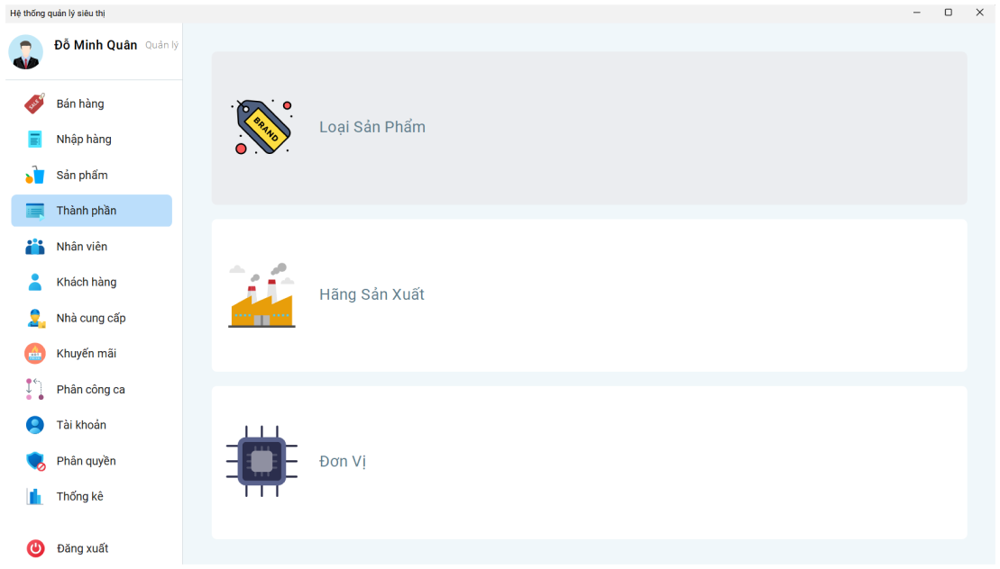 Hệ thống quản lý siêu thị
Đỗ Minh Quân Quản lý
Bán hàng
Nhập hàng
Sản phẩm
Thành phần
Nhân viên
Khách hàng
Nhà cung cấp
Khuyến mãi
Phân công ca
Tài khoản
Phân quyền
Thống kê
Đăng xuất
SALE
BRAND
Loại Sản Phẩm
Hãng Sản Xuất
Đơn Vị